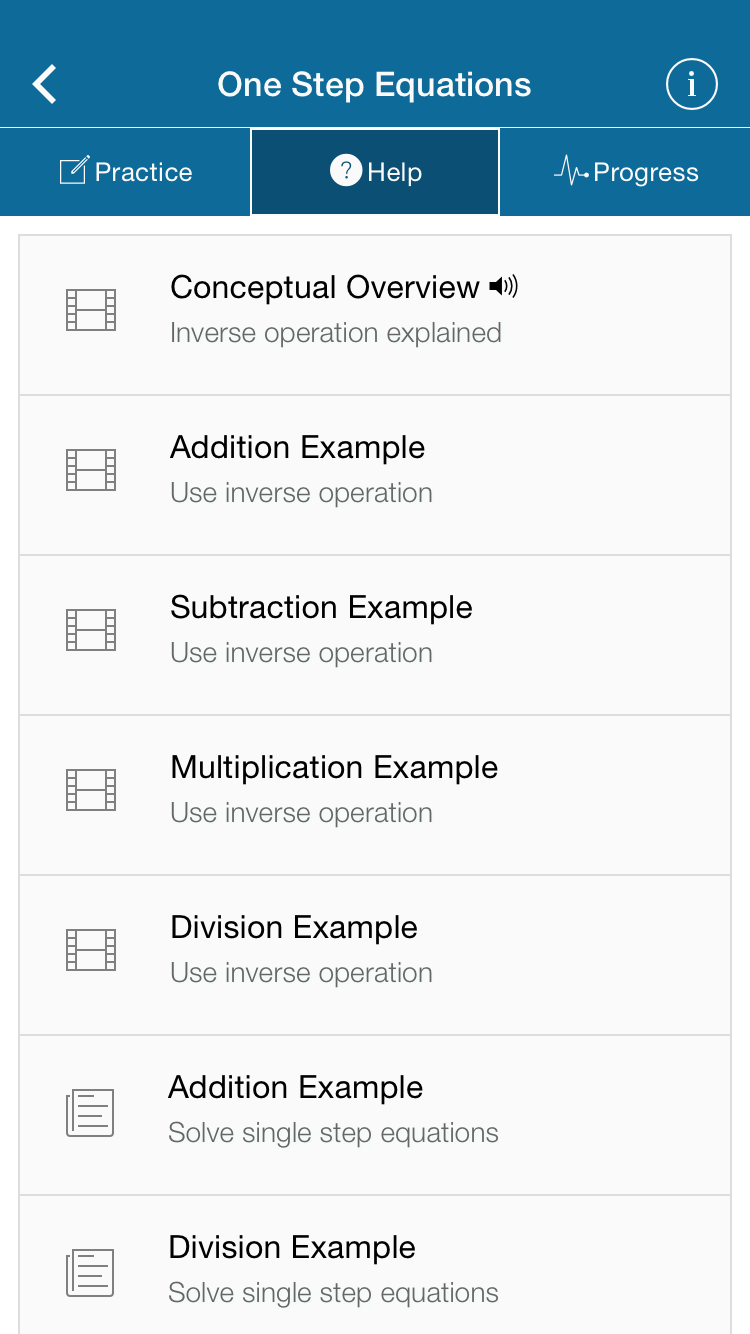 One Step Equations
Practice
Help
Progress
Conceptual Overview
Inverse operation explained
Addition Example
Use inverse operation
Subtraction Example
Use inverse operation
Multiplication Example
Use inverse operation
Division Example
Use inverse operation
Addition Example
Solve single step equations
Division Example
Solve single step equations